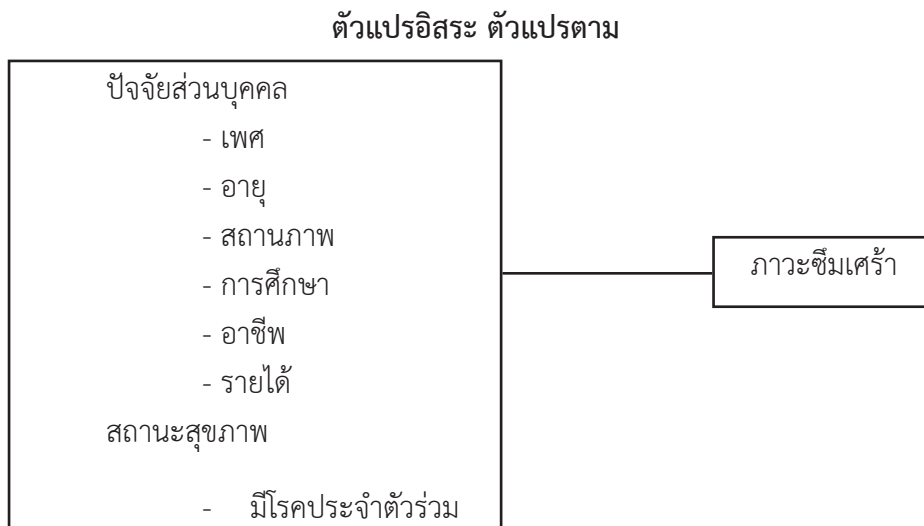 ตัวแปรอิสระ ตัวแปรตาม
ปัจจัยส่วนบุคคล
- เพศ
- อายุ
- สถานภาพ
- การศึกษา
- อาชีพ
- รายได้
สถานะสุขภาพ
- มีโรคประจำตัวร่วม
ภาวะซึมเศร้า